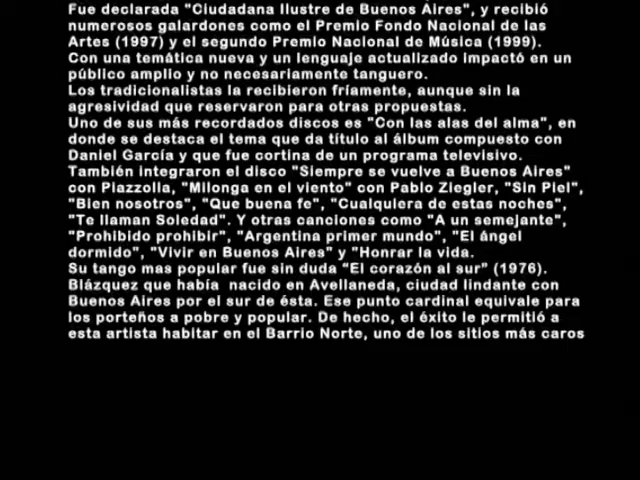 Fue declarada "Ciudadana Ilustre de Buenos Aires", y recibió
numerosos galardones como el Premio Fondo Nacional de las
Artes (1997) y el segundo Premio Nacional de Música (1999).
Con una temática nueva y un lenguaje actualizado impactó en un
público amplio y no necesariamente tanguero.
Los tradicionalistas la recibieron fríamente, aunque sin la
agresividad que reservaron para otras propuestas.
Uno de sus más recordados discos es "Con las alas del alma", en
donde se destaca el tema que da título al álbum compuesto con
Daniel García y que fue cortina de un programa televisivo.
También integraron el disco "Siempre se vuelve a Buenos Aires"
con Piazzolla, "Milonga en el viento" con Pablo Ziegler, "Sin Piel",
"Bien nosotros", "Que buena fe", "Cualquiera de estas noches",
"Te llaman Soledad". Y otras canciones como "A un semejante",
"Prohibido prohibir", "Argentina primer mundo", "El ángel
dormido", "Vivir en Buenos Aires" y "Honrar la vida.
Su tango mas popular fue sin duda “El corazón al sur” (1976).
Blázquez que había  nacido en Avellaneda, ciudad lindante con
Buenos Aires por el sur de ésta. Ese punto cardinal equivale para
los porteños a pobre y popular. De hecho, el éxito le permitió a
esta artista habitar en el Barrio Norte, uno de los sitios más caros